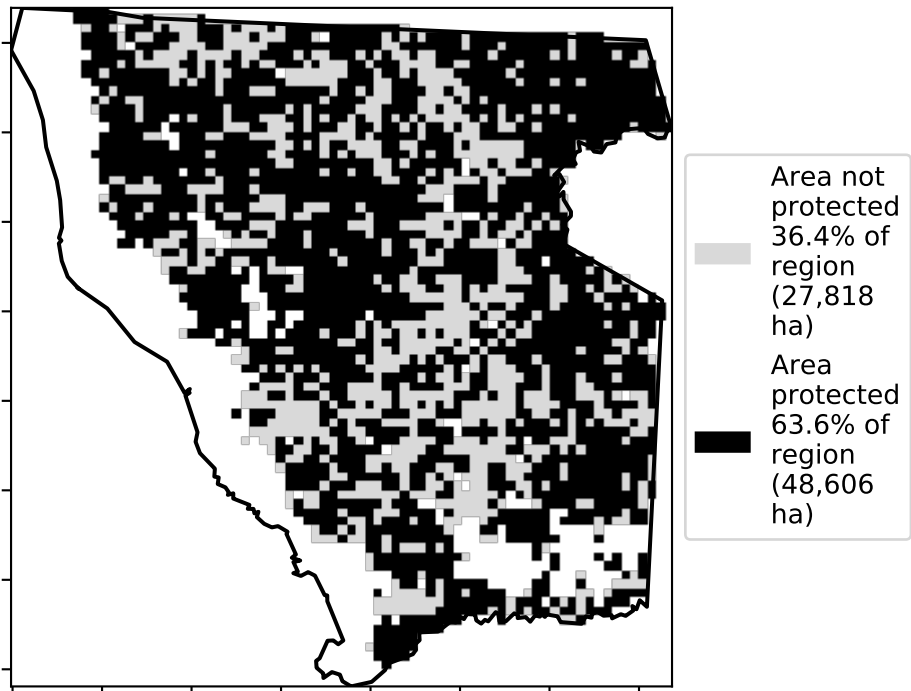 Area not
protected
36.4% of
region
(27,818
ha)
Area
protected
63.6% of
region
(48,606
ha)